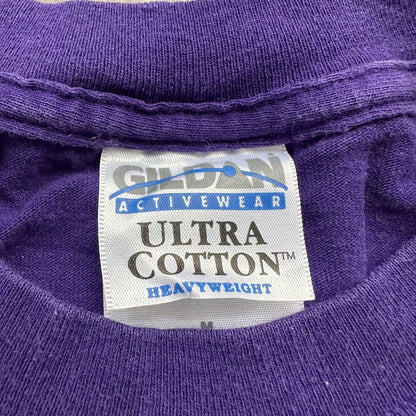 GILDAN
ACTIVEWEAR
ULTRA
COTTON™
HEAVYWEIGHT
M